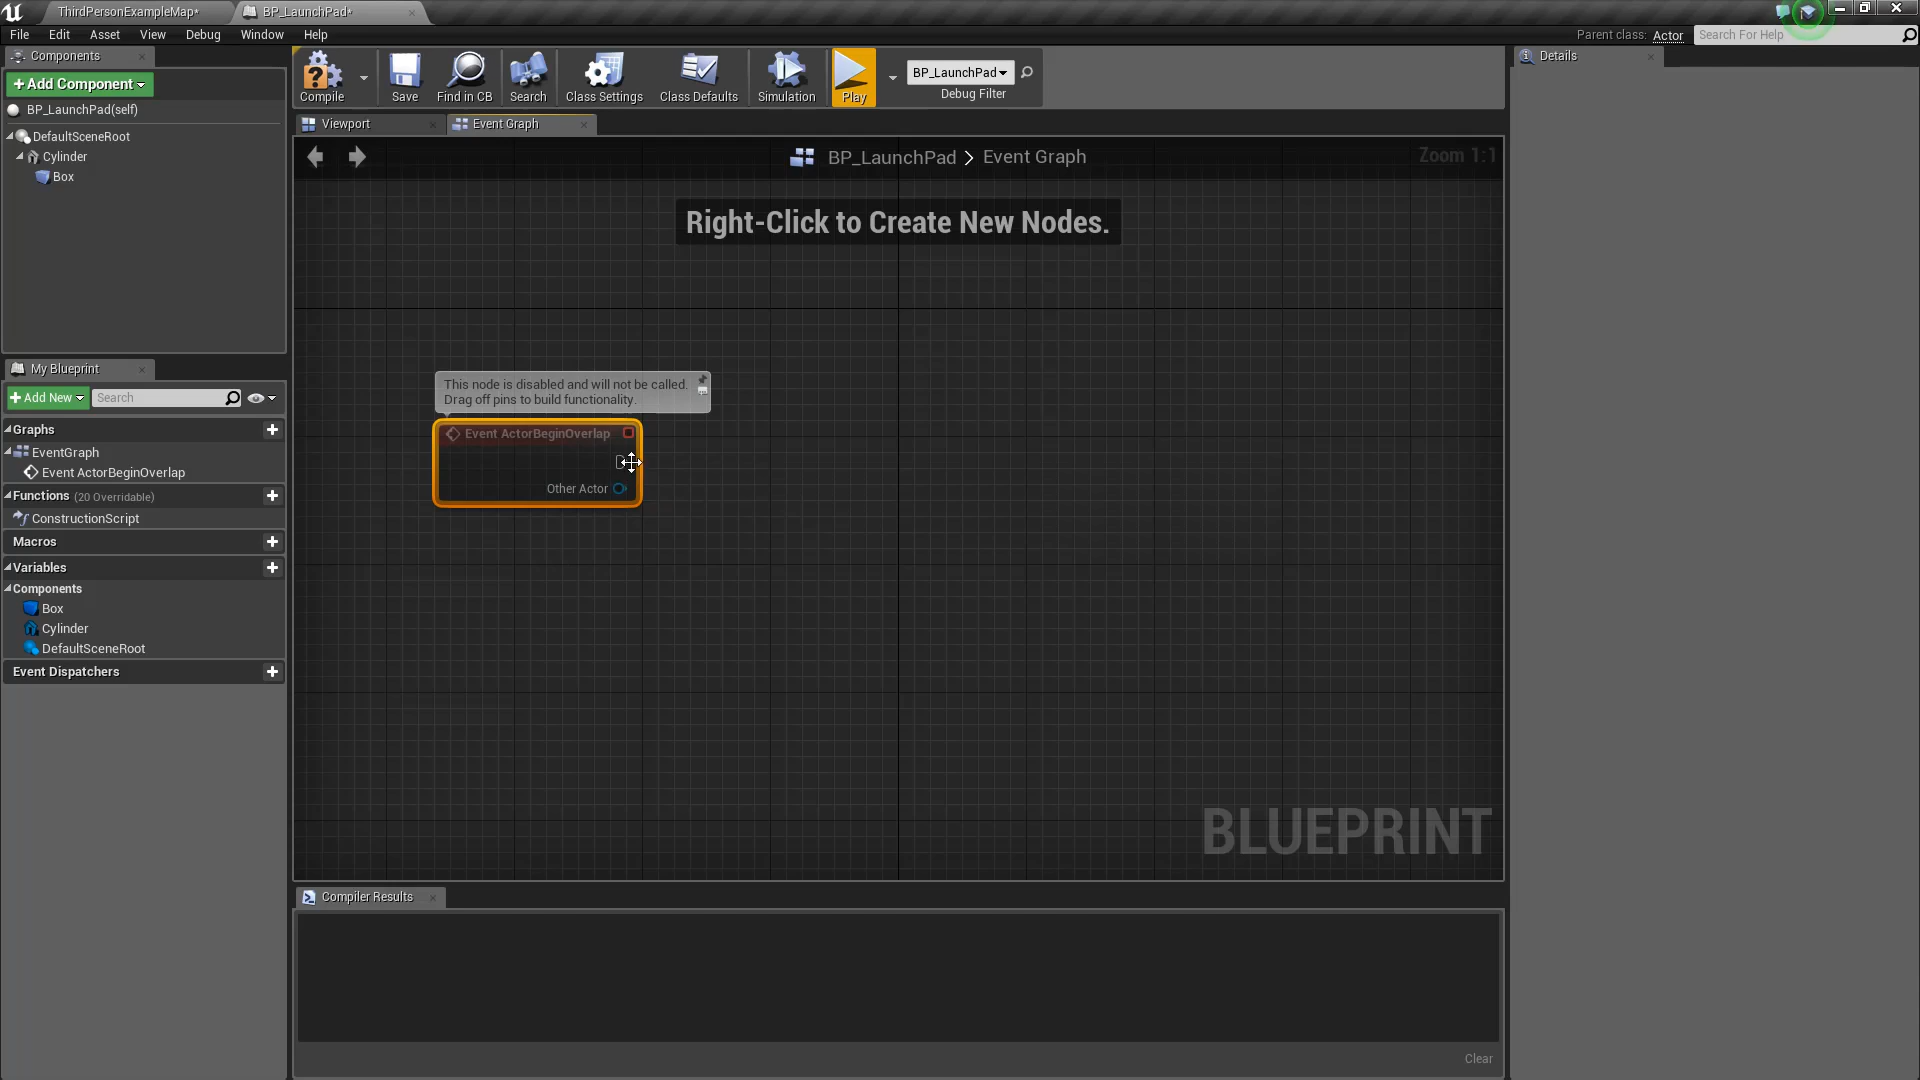 ThirdPersonExampleMap*
BP_LaunchPad*
File Edit Asset View Debug Window Help
Parent class: Actor
Search For Help
Components
+Add Component
BP_LaunchPad(self)
DefaultSceneRoot
Cylinder
Box
Compile
Save
Find in CB
Search
Class Settings
Class Defaults
Simulation
Play
BP_LaunchPad
Debug Filter
Details
Viewport
Event Graph
BP_LaunchPad > Event Graph
Zoom 1:1
Right-Click to Create New Nodes.
This node is disabled and will not be called.
Drag off pins to build functionality.
Event ActorBeginOverlap
Other Actor
My Blueprint
+Add New
Search
Graphs
EventGraph
Event ActorBeginOverlap
Functions (20 Overridable)
ConstructionScript
Macros
Variables
Components
Box
Cylinder
DefaultSceneRoot
Event Dispatchers
BLUEPRINT
Compiler Results
Clear